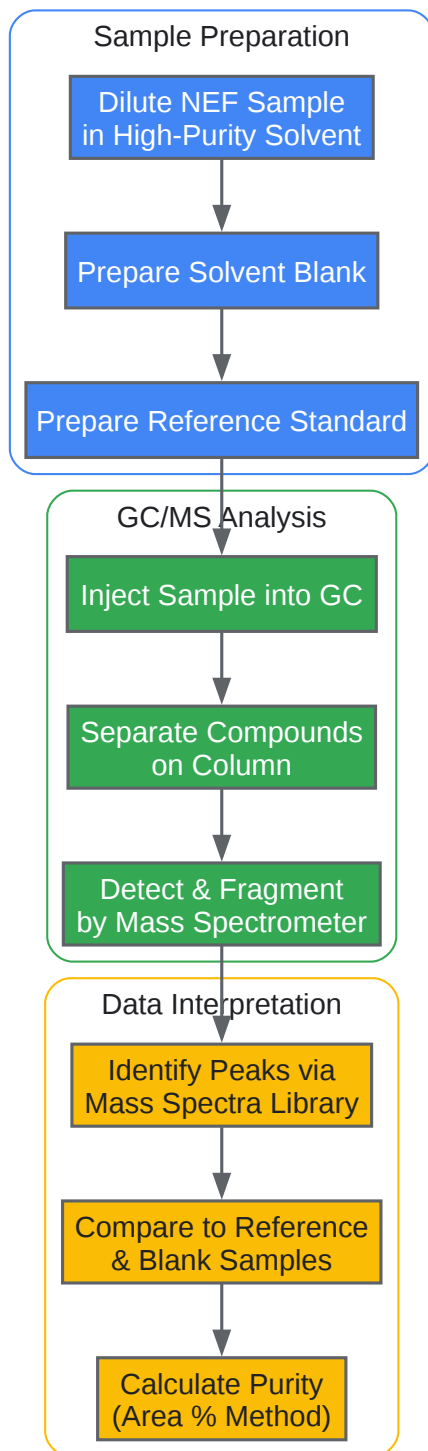 Sample Preparation
Dilute NEF Sample
in High-Purity Solvent
Prepare Solvent Blank
Prepare Reference Standard
GC/MS Analysis
Inject Sample into GC
Separate Compounds
on Column
Detect & Fragment
by Mass Spectrometer
Data Interpretation
Identify Peaks via
Mass Spectra Library
Compare to Reference
& Blank Samples
Calculate Purity
(Area % Method)